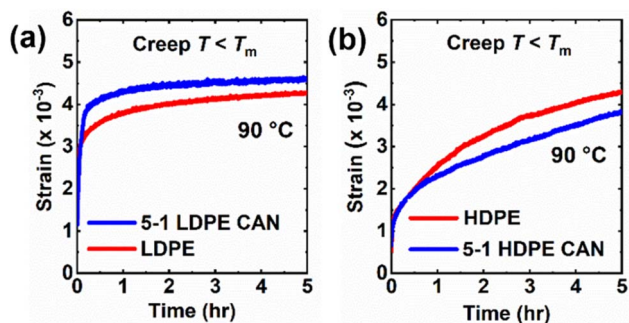 (a)
Creep T < Tm
90 °C
5-1 LDPE CAN
LDPE
Strain (x 10-3)
6
5
4
3
2
1
0
0 1 2 3 4 5
Time (hr)
(b)
Creep T < Tm
90 °C
HDPE
5-1 HDPE CAN
Strain (x 10-3)
6
5
4
3
2
1
0
0 1 2 3 4 5
Time (hr)